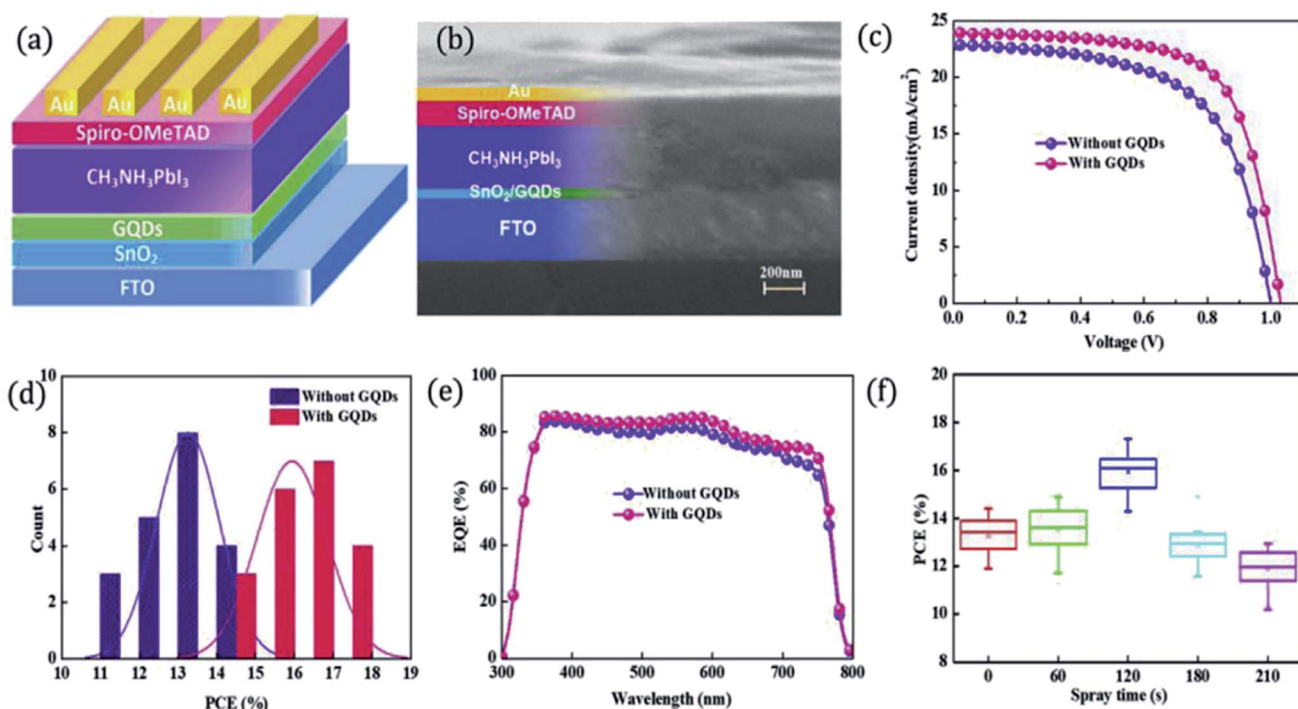 (a)
Au Au Au Au
Spiro-OMeTAD
CH₃NH₃PbI₃
GQDs
SnO₂
FTO
(b)
Au
Spiro-OMeTAD
CH₃NH₃PbI₃
SnO₂/GQDs
FTO
200nm
(c)
Current density(mA/cm²)
25
20
15
10
5
0
Without GQDs
With GQDs
0.2 0.4 0.6 0.8 1.0
Voltage (V)
(d)
Count
10
8
6
4
2
0
Without GQDs
With GQDs
10 11 12 13 14 15 16 17 18 19
PCE (%)
(e)
EQE (%)
100
80
60
40
20
0
Without GQDs
With GQDs
300 400 500 600 700 800
Wavelength (nm)
(f)
PCE (%)
20
18
16
14
12
10
8
0 60 120 180 210
Spray time (s)